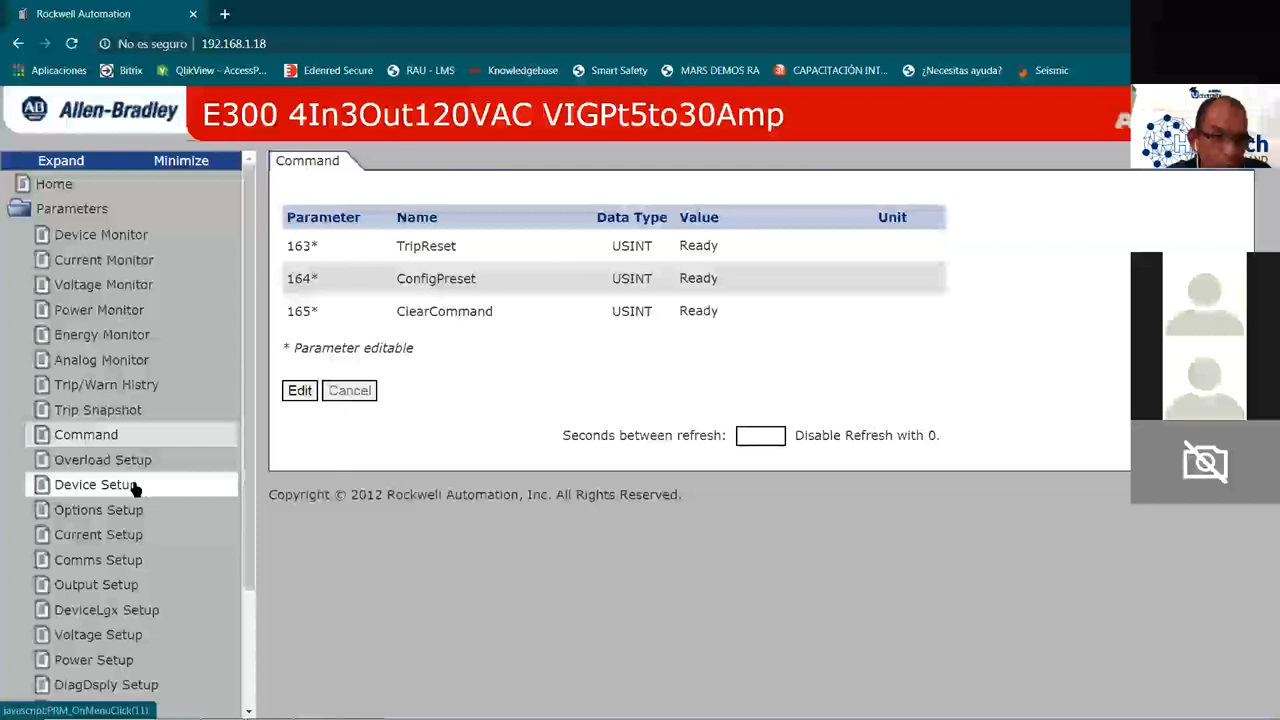 Rockwell Automation
No es seguro 192.168.1.18
Aplicaciones Bitrix QlikView - AccessP... Edenred Secure RAU - LMS Knowledgebase Smart Safety MARS DEMOS RA CAPACITACIÓN INT... ¿Necesitas ayuda? Seismic
AB Allen-Bradley E300 4In3Out120VAC VIGPt5to30Amp
Expand Minimize
Home
Parameters
Device Monitor
Current Monitor
Voltage Monitor
Power Monitor
Energy Monitor
Analog Monitor
Trip/Warn Histry
Trip Snapshot
Command
Overload Setup
Device Setup
Options Setup
Current Setup
Comms Setup
Output Setup
DeviceLgx Setup
Voltage Setup
Power Setup
DiagDsply Setup
javascript:PRM_OnMenuClick(11);
Command
Parameter Name Data Type Value Unit
163* TripReset USINT Ready
164* ConfigPreset USINT Ready
165* ClearCommand USINT Ready
* Parameter editable
Edit Cancel
Seconds between refresh: Disable Refresh with 0.
Copyright © 2012 Rockwell Automation, Inc. All Rights Reserved.